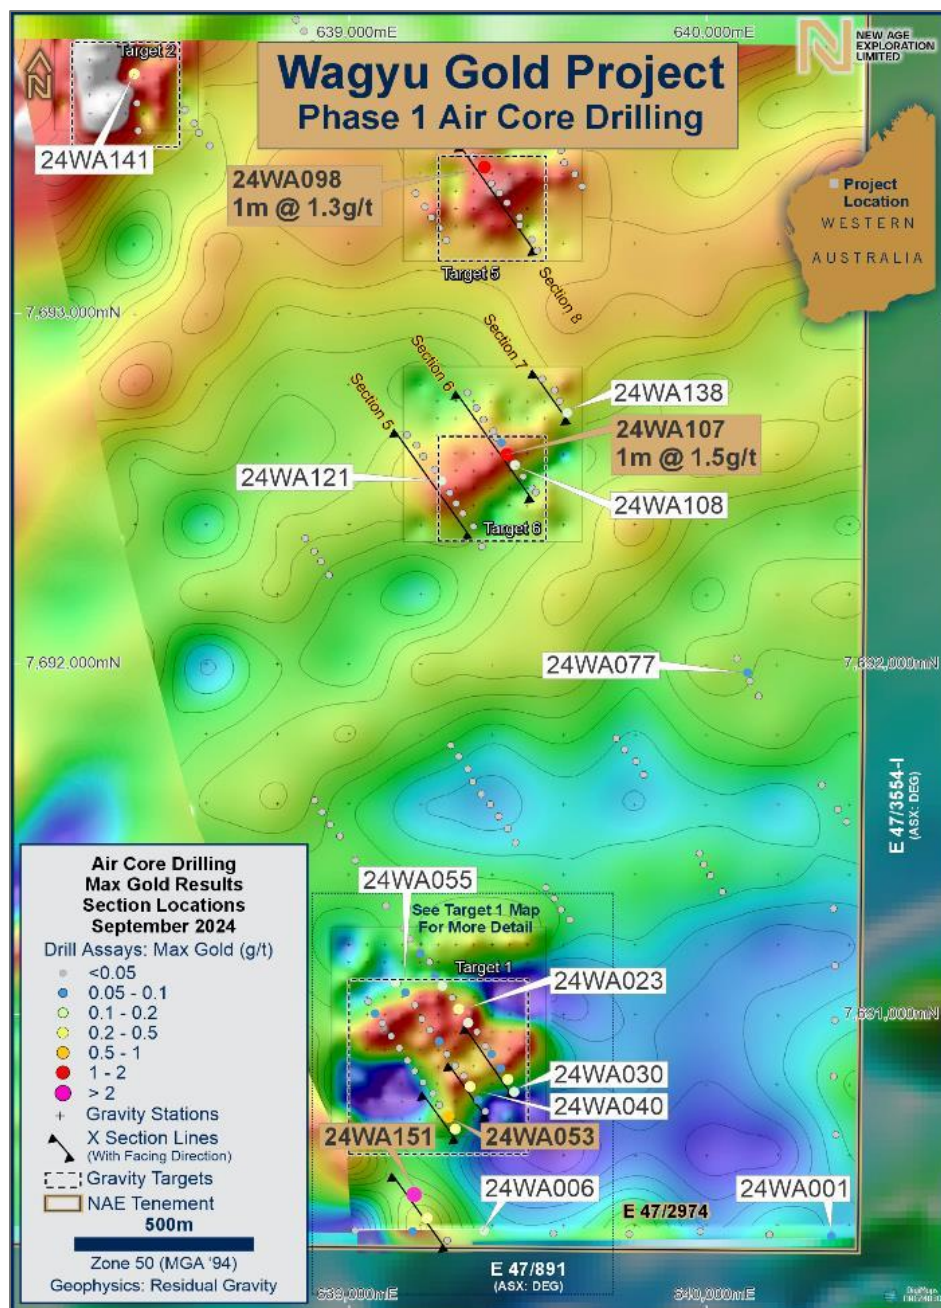 639,000mE
640,000mE
NEW AGE
EXPLORATION
LIMITED
Target 2
N
Wagyu Gold Project
Phase 1 Air Core Drilling
24WA141
24WA098
1m @ 1.3g/t
Project
Location
WESTERN
AUSTRALIA
Target 5
Section 8
7,693,000mN
Section 7
Section 6
Section 5
24WA138
24WA107
1m @ 1.5g/t
24WA121
24WA108
Target 6
7,692,000mN
24WA077
7,692,000mN
E 47/3554-I
(ASX: DEG)
24WA055
See Target 1 Map
For More Detail
Target 1
24WA023
7,691,000mN
24WA030
24WA040
24WA151
24WA053
24WA006
24WA001
E 47/2974
E 47/891
(ASX: DEG)
639,000mE
640,000mE
Air Core Drilling
Max Gold Results
Section Locations
September 2024
Drill Assays: Max Gold (g/t)
<0.05
0.05 - 0.1
0.1 - 0.2
0.2 - 0.5
0.5 - 1
1 - 2
> 2
Gravity Stations
X Section Lines
(With Facing Direction)
Gravity Targets
NAE Tenement
500m
Zone 50 (MGA '94)
Geophysics: Residual Gravity
DigiMaps